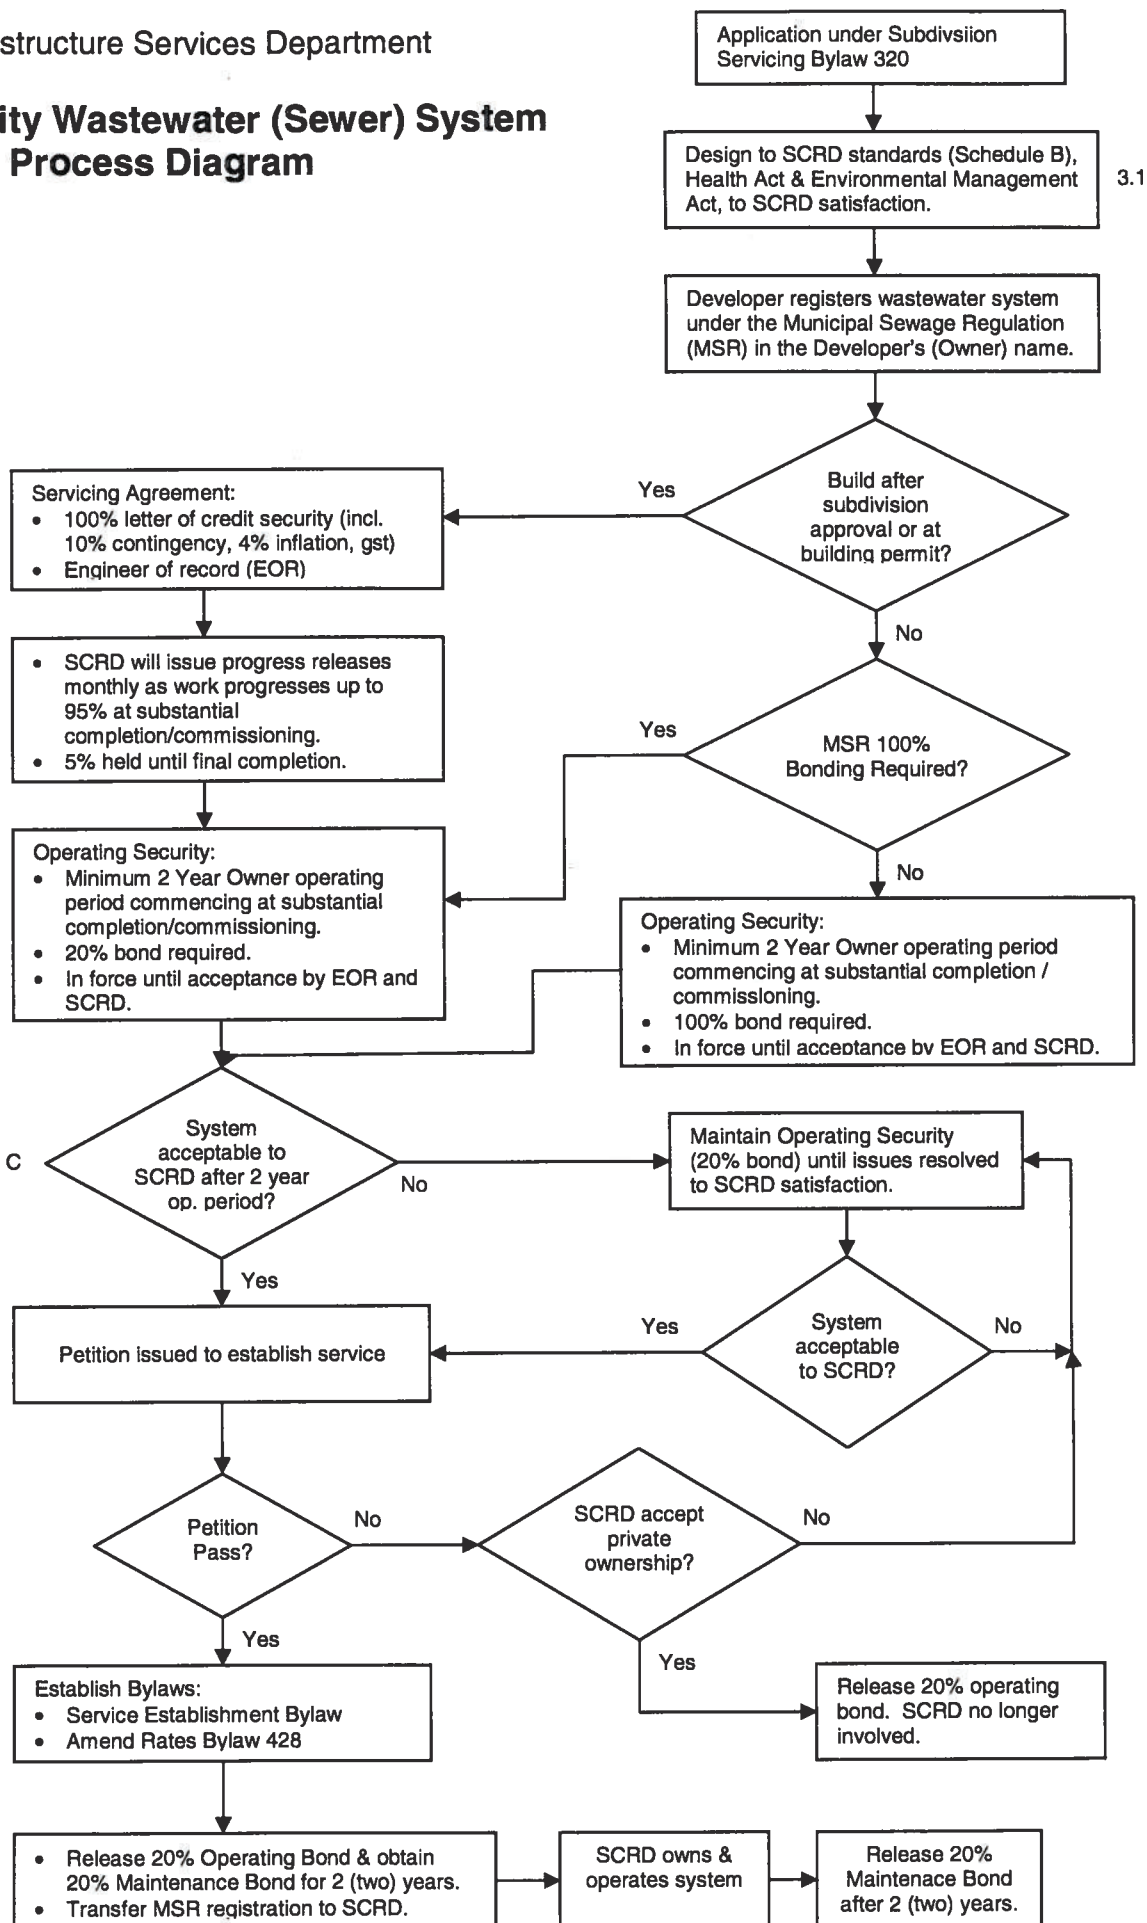 structure Services Department
ity Wastewater (Sewer) System
Process Diagram
Application under Subdivsiion
Servicing Bylaw 320
Design to SCRD standards (Schedule B),
Health Act & Environmental Management
Act, to SCRD satisfaction.
3.1
Developer registers wastewater system
under the Municipal Sewage Regulation
(MSR) in the Developer's (Owner) name.
Build after
subdivision
approval or at
building permit?
Yes
No
Servicing Agreement:
• 100% letter of credit security (incl.
10% contingency, 4% inflation, gst)
• Engineer of record (EOR)
• SCRD will issue progress releases
monthly as work progresses up to
95% at substantial
completion/commissioning.
• 5% held until final completion.
MSR 100%
Bonding Required?
Yes
No
Operating Security:
• Minimum 2 Year Owner operating
period commencing at substantial
completion/commissioning.
• 20% bond required.
• In force until acceptance by EOR and
SCRD.
Operating Security:
• Minimum 2 Year Owner operating period
commencing at substantial completion /
commissioning.
• 100% bond required.
• In force until acceptance by EOR and SCRD.
C
System
acceptable to
SCRD after 2 year
op. period?
No
Yes
Maintain Operating Security
(20% bond) until issues resolved
to SCRD satisfaction.
System
acceptable
to SCRD?
Yes
No
Petition issued to establish service
Petition
Pass?
No
Yes
SCRD accept
private
ownership?
No
Yes
Release 20% operating
bond. SCRD no longer
involved.
Establish Bylaws:
• Service Establishment Bylaw
• Amend Rates Bylaw 428
• Release 20% Operating Bond & obtain
20% Maintenance Bond for 2 (two) years.
• Transfer MSR registration to SCRD.
SCRD owns &
operates system
Release 20%
Maintenace Bond
after 2 (two) years.